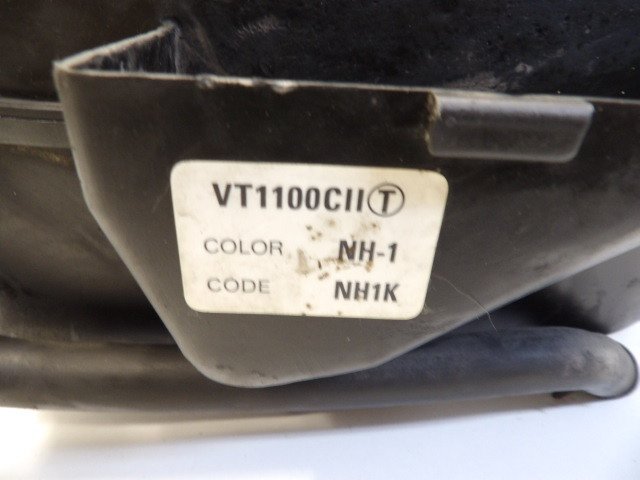 VT1100CII Ⓣ
COLOR NH-1
CODE NH1K